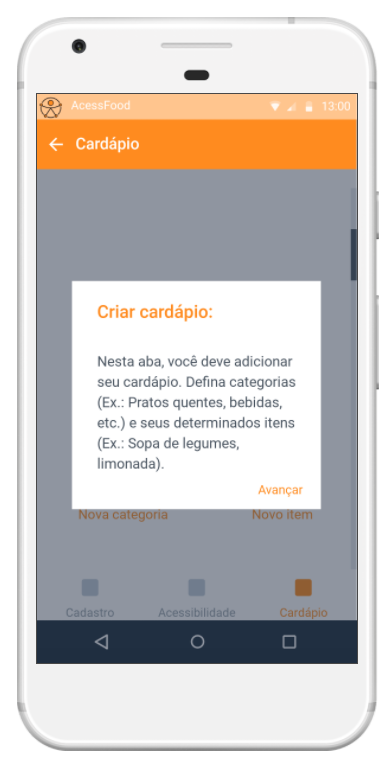 AcessFood 13:00
Cardápio
Criar cardápio:
Nesta aba, você deve adicionar
seu cardápio. Defina categorias
(Ex.: Pratos quentes, bebidas,
etc.) e seus determinados itens
(Ex.: Sopa de legumes,
limonada).
Avançar
Nova categoria Novo item
Cadastro Acessibilidade Cardápio